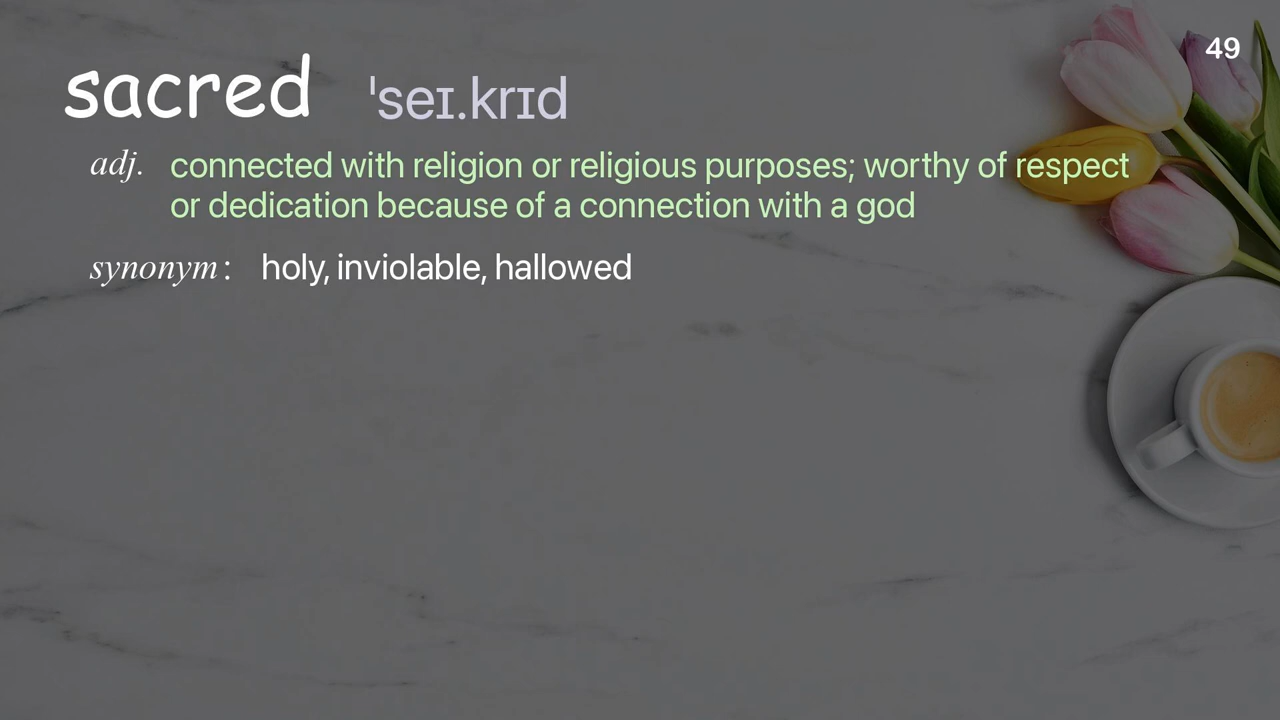 49
sacred ˈseɪ.krɪd
adj. connected with religion or religious purposes; worthy of respect
or dedication because of a connection with a god
synonym: holy, inviolable, hallowed